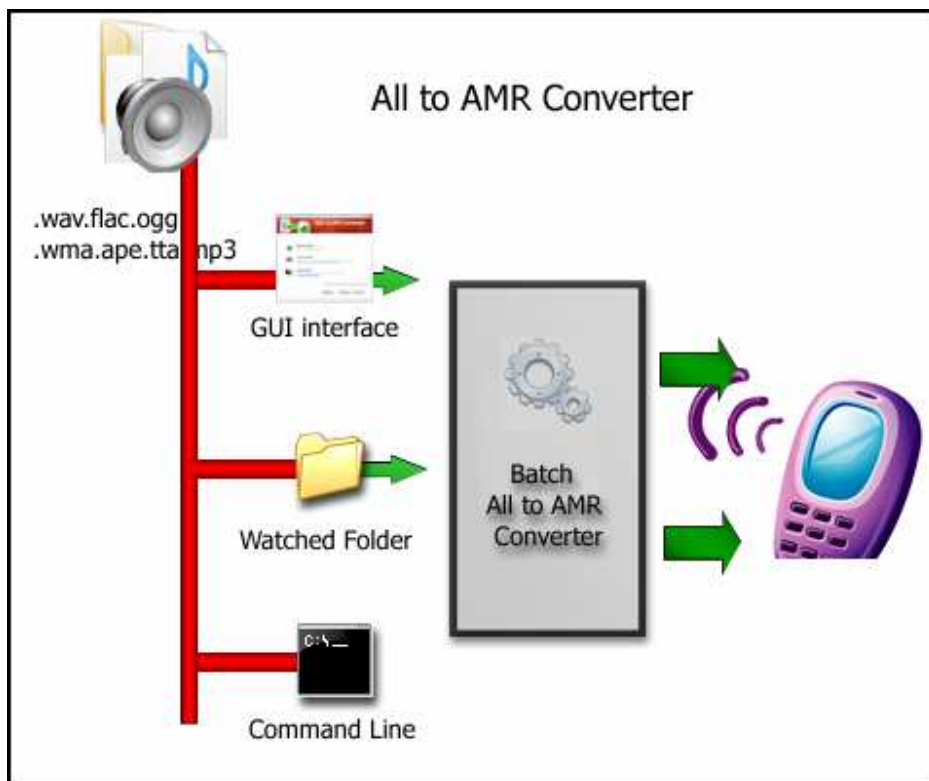 All to AMR Converter
.wav.flac.ogg
.wma.ape.tta.mp3
GUI interface
Batch
All to AMR
Converter
Watched Folder
C:\
Command Line